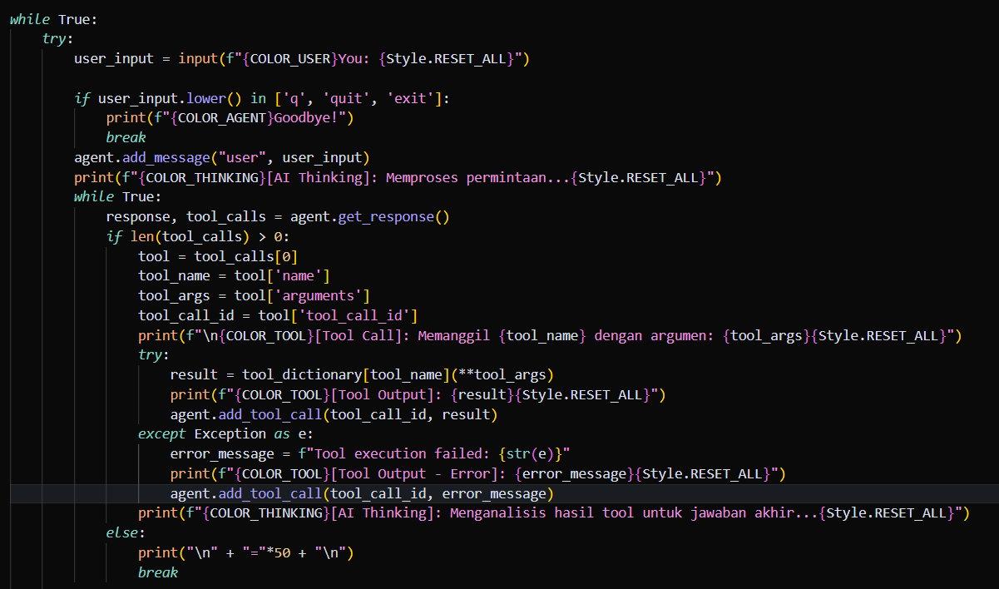 while True:
    try:
        user_input = input(f"{COLOR_USER}You: {Style.RESET_ALL}")

        if user_input.lower() in ['q', 'quit', 'exit']:
            print(f"{COLOR_AGENT}Goodbye!")
            break
        agent.add_message("user", user_input)
        print(f"{COLOR_THINKING}[AI Thinking]: Memproses permintaan...{Style.RESET_ALL}")
        while True:
            response, tool_calls = agent.get_response()
            if len(tool_calls) > 0:
                tool = tool_calls[0]
                tool_name = tool['name']
                tool_args = tool['arguments']
                tool_call_id = tool['tool_call_id']
                print(f"\n{COLOR_TOOL}[Tool Call]: Memanggil {tool_name} dengan argumen: {tool_args}{Style.RESET_ALL}")
                try:
                    result = tool_dictionary[tool_name](**tool_args)
                    print(f"{COLOR_TOOL}[Tool Output]: {result}{Style.RESET_ALL}")
                    agent.add_tool_call(tool_call_id, result)
                except Exception as e:
                    error_message = f"Tool execution failed: {str(e)}"
                    print(f"{COLOR_TOOL}[Tool Output - Error]: {error_message}{Style.RESET_ALL}")
                    agent.add_tool_call(tool_call_id, error_message)
                print(f"{COLOR_THINKING}[AI Thinking]: Menganalisis hasil tool untuk jawaban akhir...{Style.RESET_ALL}")
            else:
                print("\n" + "="*50 + "\n")
                break